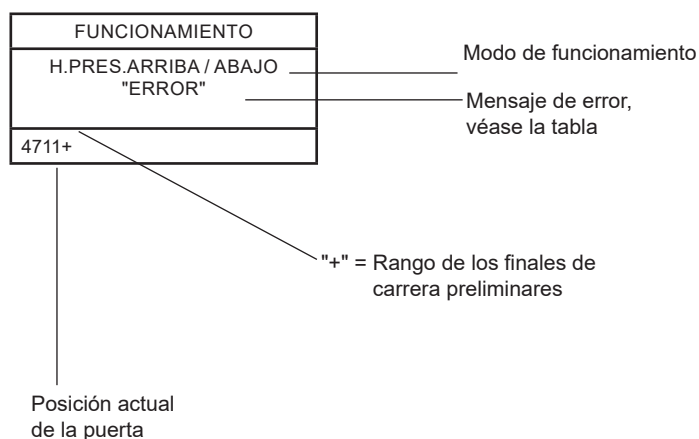 FUNCIONAMIENTO
H.PRES.ARRIBA / ABAJO
"ERROR"
4711+
Modo de funcionamiento
Mensaje de error,
véase la tabla
"+" = Rango de los finales de
carrera preliminares
Posición actual
de la puerta